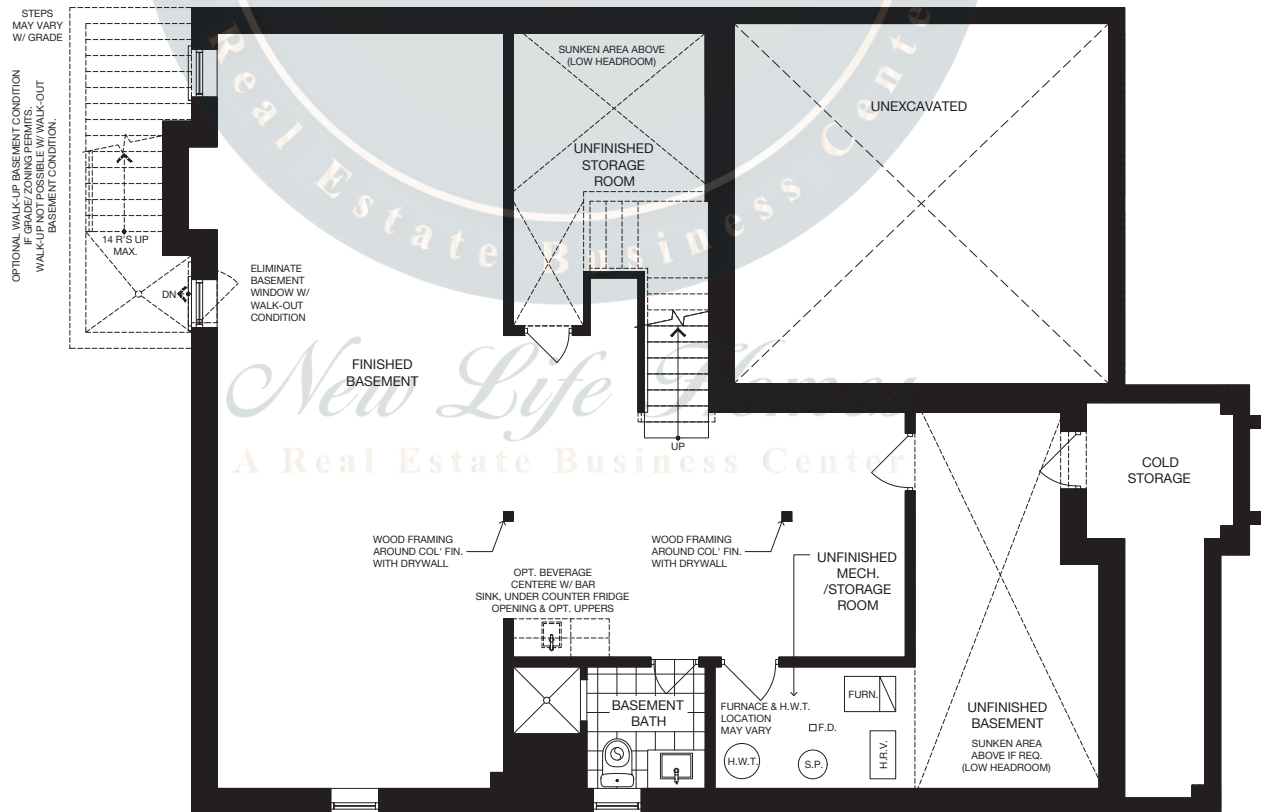 STEPS
MAY VARY
W/ GRADE
OPTIONAL WALK-UP BASEMENT CONDITION
IF GRADE/ ZONING PERMITS.
WALK-UP NOT POSSIBLE W/ WALK-OUT
BASEMENT CONDITION.
14 R'S UP
MAX.
DN
ELIMINATE
BASEMENT
WINDOW W/
WALK-OUT
CONDITION
SUNKEN AREA ABOVE
(LOW HEADROOM)
UNFINISHED
STORAGE
ROOM
UNEXCAVATED
Real Estate Business Cente
FINISHED
BASEMENT
New Life Homes
A Real Estate Business Center
UP
COLD
STORAGE
WOOD FRAMING
AROUND COL' FIN.
WITH DRYWALL
WOOD FRAMING
AROUND COL' FIN.
WITH DRYWALL
UNFINISHED
MECH.
/STORAGE
ROOM
OPT. BEVERAGE
CENTERE W/ BAR
SINK, UNDER COUNTER FRIDGE
OPENING & OPT. UPPERS
BASEMENT
BATH
FURNACE & H.W.T.
LOCATION
MAY VARY
FURN.
F.D.
H.W.T.
S.P.
H.R.V.
UNFINISHED
BASEMENT
SUNKEN AREA
ABOVE IF REQ.
(LOW HEADROOM)